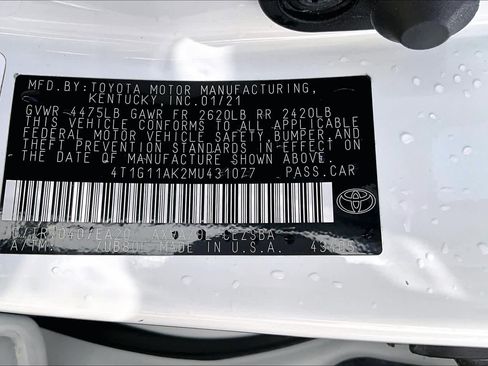 MFD.BY:TOYOTA MOTOR MANUFACTURING,
KENTUCKY,INC.01/21
GVWR 4475LB GAWR FR 2620LB RR 2420LB
THIS VEHICLE CONFORMS TO ALL APPLICABLE
FEDERAL MOTOR VEHICLE SAFETY,BUMPER,AND
THEFT PREVENTION STANDARDS IN EFFECT ON
THE DATE OF MANUFACTURE SHOWN ABOVE.
4T1G11AK2MU431077 PASS.CAR
MADE IN U.S.A.
TOYOTA